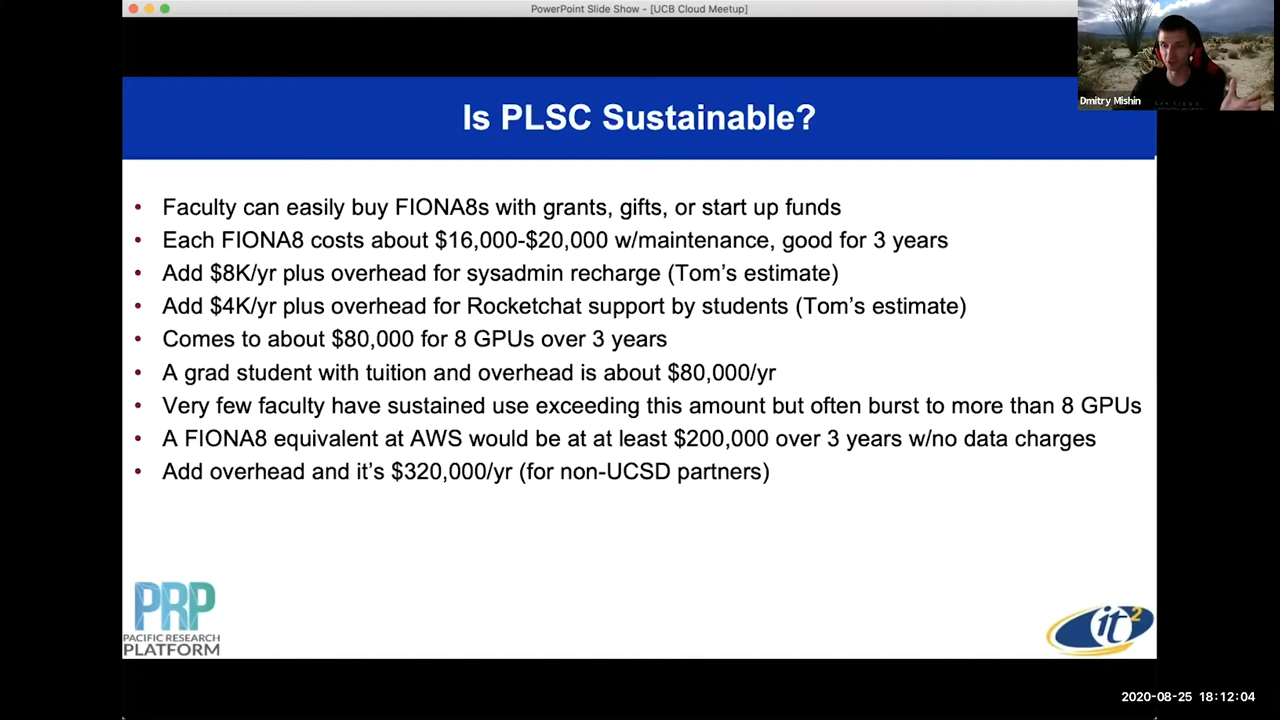 PowerPoint Slide Show - [UCB Cloud Meetup]
Dmitry Mishin
Is PLSC Sustainable?
• Faculty can easily buy FIONA8s with grants, gifts, or start up funds
• Each FIONA8 costs about $16,000-$20,000 w/maintenance, good for 3 years
• Add $8K/yr plus overhead for sysadmin recharge (Tom's estimate)
• Add $4K/yr plus overhead for Rocketchat support by students (Tom's estimate)
• Comes to about $80,000 for 8 GPUs over 3 years
• A grad student with tuition and overhead is about $80,000/yr
• Very few faculty have sustained use exceeding this amount but often burst to more than 8 GPUs
• A FIONA8 equivalent at AWS would be at at least $200,000 over 3 years w/no data charges
• Add overhead and it's $320,000/yr (for non-UCSD partners)
PRP
PACIFIC RESEARCH
PLATFORM
it2
2020-08-25 18:12:04